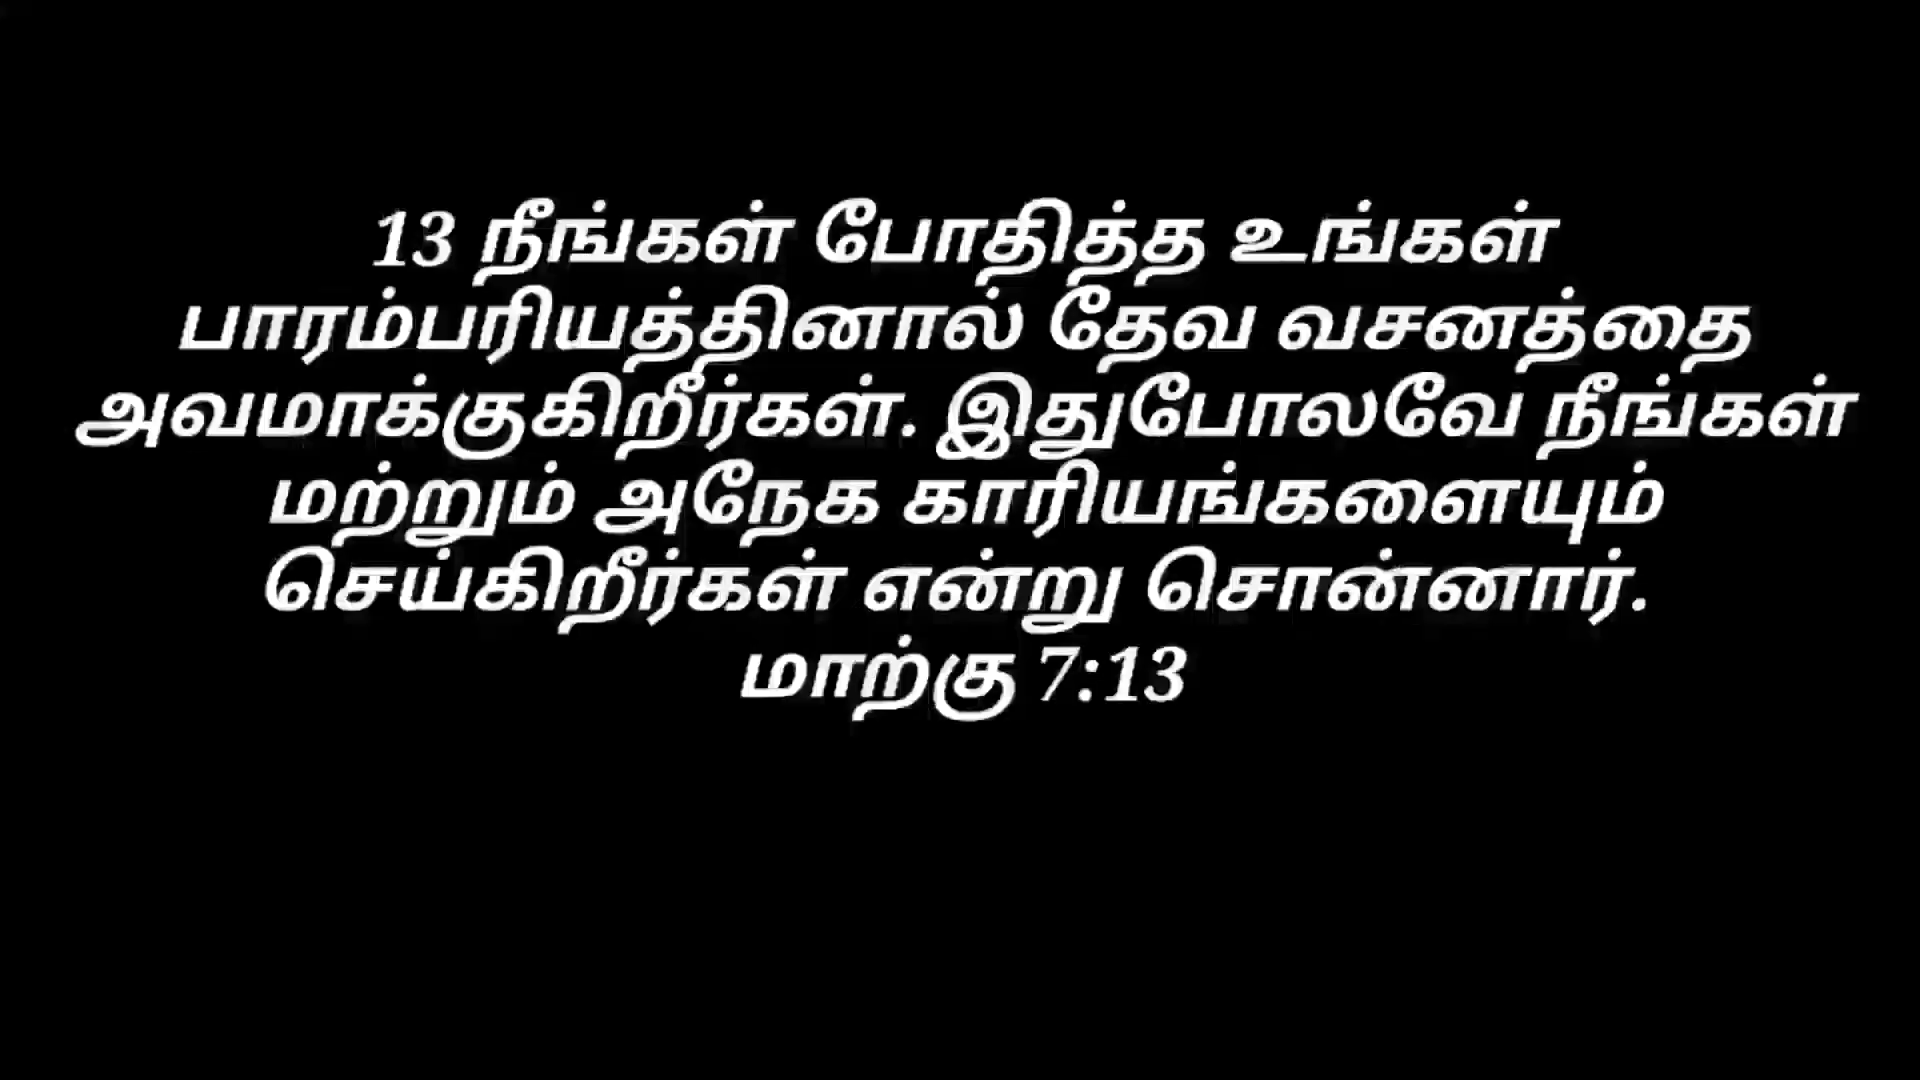 13 நீங்கள் போதித்த உங்கள்
பாரம்பரியத்தினால் தேவ வசனத்தை
அவமாக்குகிறீர்கள். இதுபோலவே நீங்கள்
மற்றும் அநேக காரியங்களையும்
செய்கிறீர்கள் என்று சொன்னார்.
மாற்கு 7:13